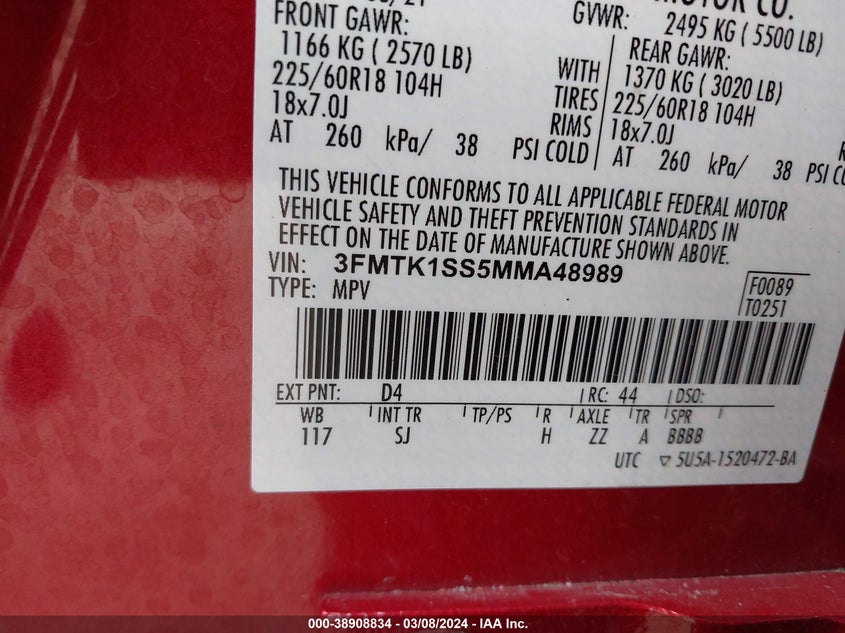 MOTOR CO.
FRONT GAWR:
1166 KG ( 2570 LB)
225/60R18 104H
18x7.0J
AT 260 kPa/ 38 PSI COLD
WITH
TIRES
RIMS
GVWR: 2495 KG ( 5500 LB)
REAR GAWR:
1370 KG ( 3020 LB)
225/60R18 104H
18x7.0J
AT 260 kPa/ 38 PSI COL
THIS VEHICLE CONFORMS TO ALL APPLICABLE FEDERAL MOTOR
VEHICLE SAFETY AND THEFT PREVENTION STANDARDS IN
EFFECT ON THE DATE OF MANUFACTURE SHOWN ABOVE.
VIN: 3FMTK1SS5MMA48989
TYPE: MPV
F0089
T0251
EXT PNT: D4 RC: 44 DSO:
WB INT TR TP/PS R AXLE TR SPR
117 SJ H ZZ A BBBB
UTC ▽ 5U5A-1520472-BA
000-38908834 - 03/08/2024 - IAA Inc.